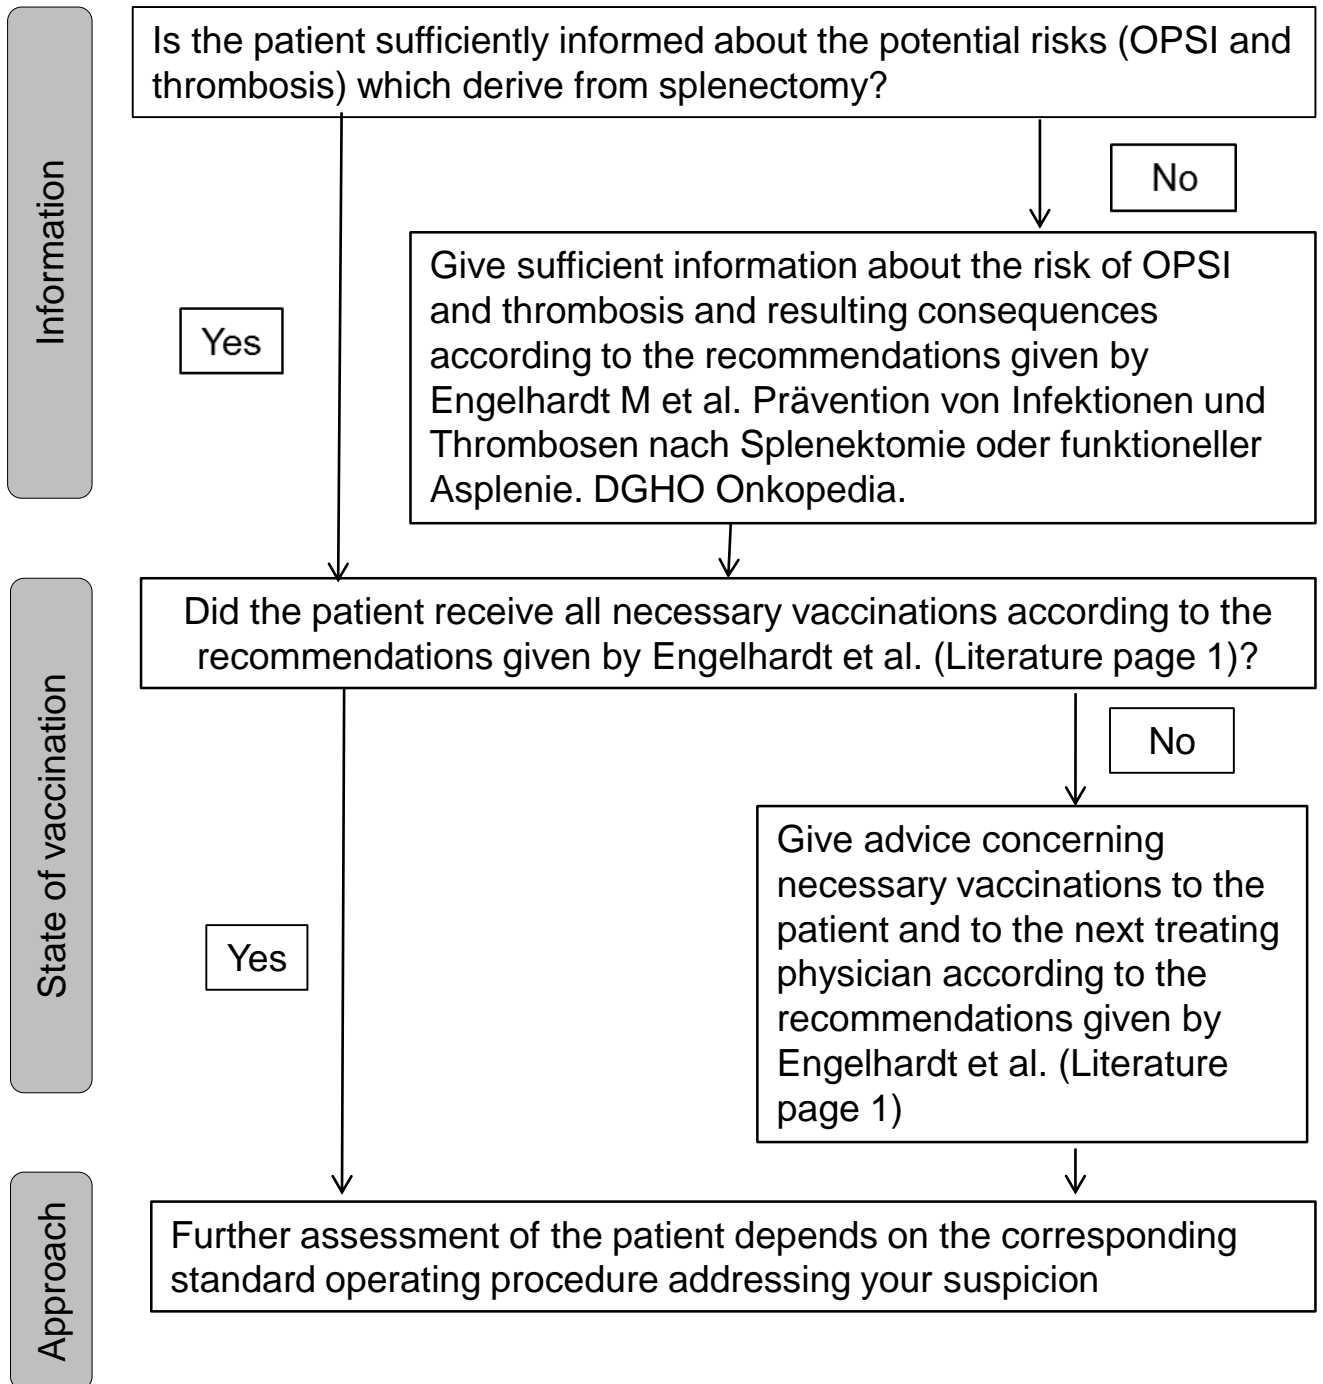 Information
Is the patient sufficiently informed about the potential risks (OPSI and
thrombosis) which derive from splenectomy?
No
Yes
Give sufficient information about the risk of OPSI
and thrombosis and resulting consequences
according to the recommendations given by
Engelhardt M et al. Prävention von Infektionen und
Thrombosen nach Splenektomie oder funktioneller
Asplenie. DGHO Onkopedia.
State of vaccination
Did the patient receive all necessary vaccinations according to the
recommendations given by Engelhardt et al. (Literature page 1)?
No
Yes
Give advice concerning
necessary vaccinations to the
patient and to the next treating
physician according to the
recommendations given by
Engelhardt et al. (Literature
page 1)
Approach
Further assessment of the patient depends on the corresponding
standard operating procedure addressing your suspicion